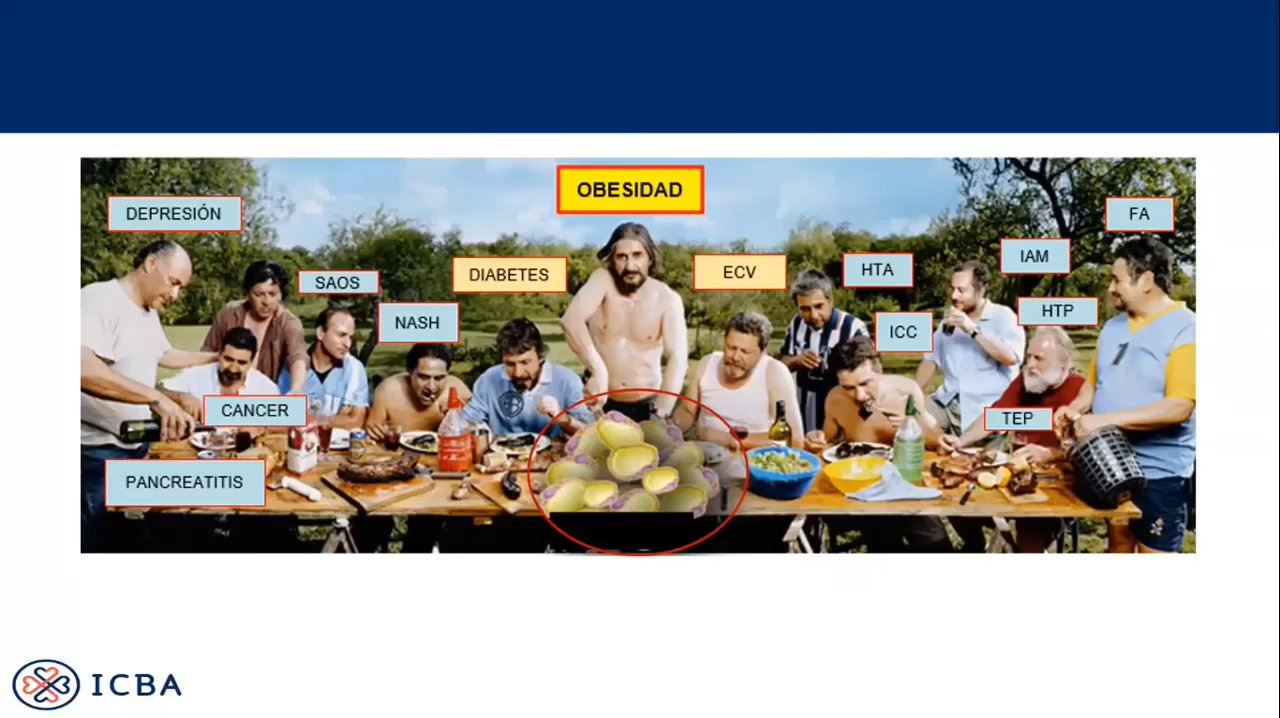 OBESIDAD
DEPRESIÓN
FA
SAOS
DIABETES
ECV
HTA
IAM
NASH
ICC
HTP
CANCER
TEP
PANCREATITIS
ICBA